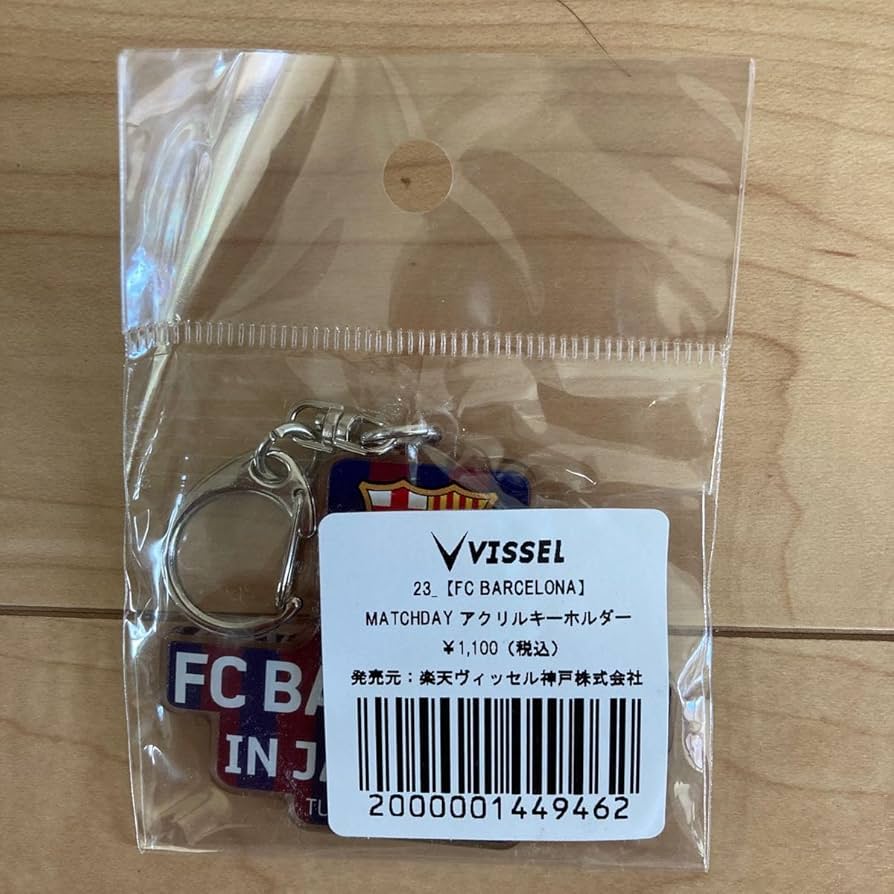 VISSEL
23_【FC BARCELONA】
MATCHDAY アクリルキーホルダー
¥1,100（税込）
発売元：楽天ヴィッセル神戸株式会社
2000001449462
FC BA
IN JA
TU